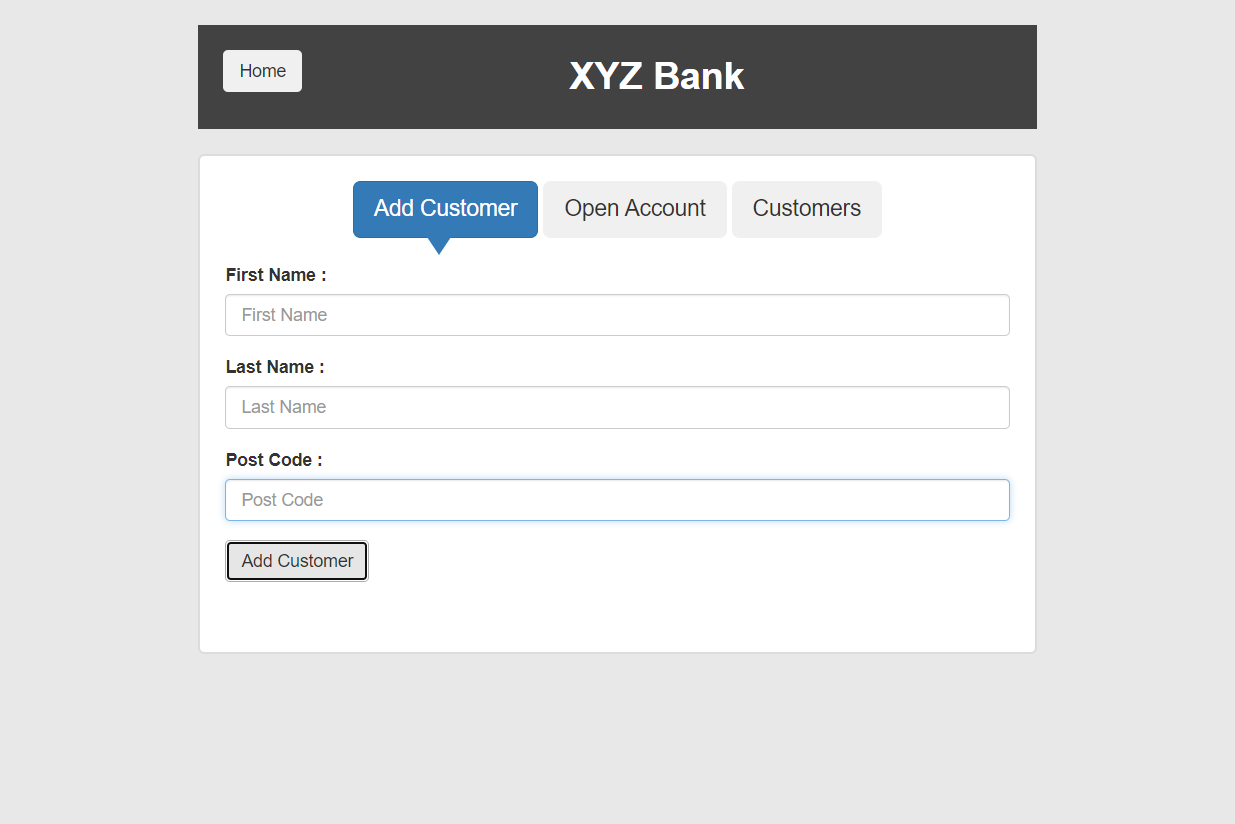 Home
XYZ Bank
Add Customer
Open Account
Customers
First Name :
First Name
Last Name :
Last Name
Post Code :
Post Code
Add Customer